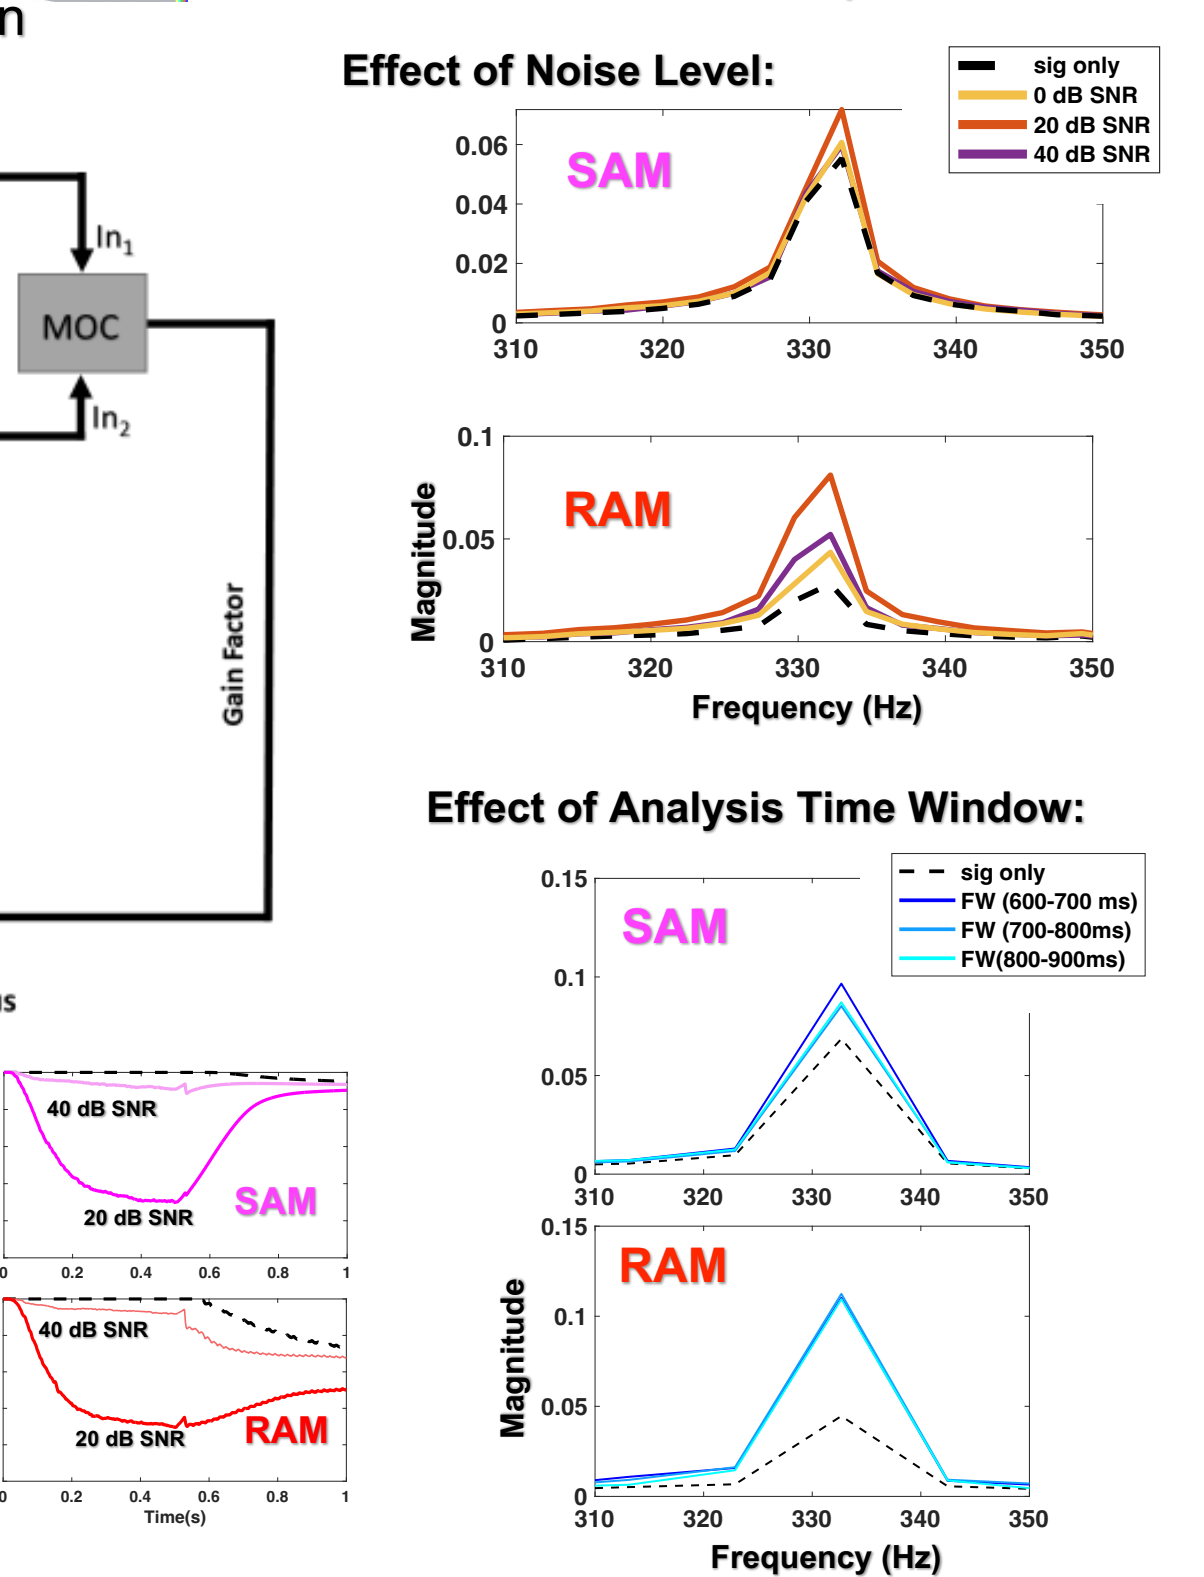 n
Effect of Noise Level:
sig only
0 dB SNR
20 dB SNR
40 dB SNR
SAM
0.06
0.04
0.02
0
310 320 330 340 350
In1
MOC
In2
Gain Factor
RAM
0.1
0.05
0
Magnitude
310 320 330 340 350
Frequency (Hz)
Effect of Analysis Time Window:
sig only
FW (600-700 ms)
FW (700-800ms)
FW(800-900ms)
SAM
0.15
0.1
0.05
0
310 320 330 340 350
us
40 dB SNR
20 dB SNR
SAM
0 0.2 0.4 0.6 0.8 1
40 dB SNR
20 dB SNR
RAM
0 0.2 0.4 0.6 0.8 1
Time(s)
RAM
0.15
0.1
0.05
0
Magnitude
310 320 330 340 350
Frequency (Hz)